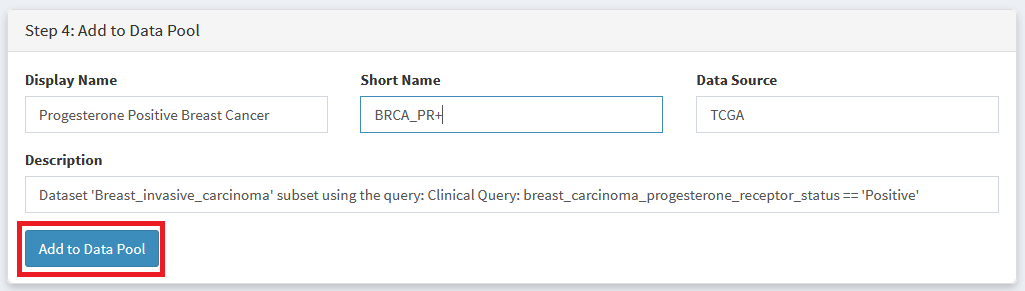 Step 4: Add to Data Pool
Display Name
Short Name
Data Source
Progesterone Positive Breast Cancer
BRCA_PR+
TCGA
Description
Dataset 'Breast_invasive_carcinoma' subset using the query: Clinical Query: breast_carcinoma_progesterone_receptor_status == 'Positive'
Add to Data Pool